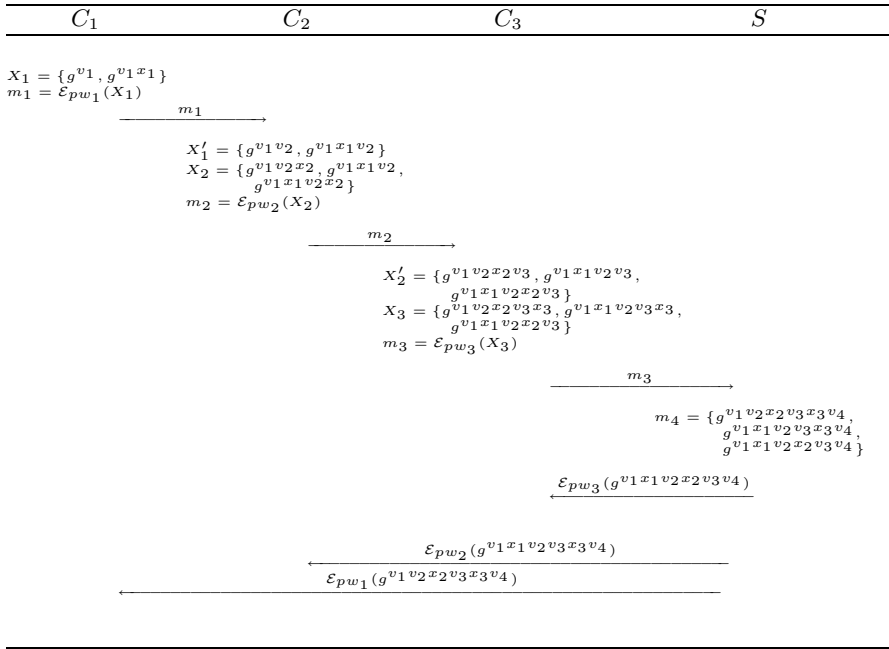 C₁ C₂ C₃ S
X₁ = {g^{v₁}, g^{v₁x₁}}
m₁ = ℰ_{pw₁}(X₁)
m₁
X′₁ = {g^{v₁v₂}, g^{v₁x₁v₂}}
X₂ = {g^{v₁v₂x₂}, g^{v₁x₁v₂},
g^{v₁x₁v₂x₂}}
m₂ = ℰ_{pw₂}(X₂)
m₂
X′₂ = {g^{v₁v₂x₂v₃}, g^{v₁x₁v₂v₃},
g^{v₁x₁v₂x₂v₃}}
X₃ = {g^{v₁v₂x₂v₃x₃}, g^{v₁x₁v₂v₃x₃},
g^{v₁x₁v₂x₂v₃}}
m₃ = ℰ_{pw₃}(X₃)
m₃
m₄ = {g^{v₁v₂x₂v₃x₃v₄},
g^{v₁x₁v₂v₃x₃v₄},
g^{v₁x₁v₂x₂v₃v₄}}
ℰ_{pw₃}(g^{v₁x₁v₂x₂v₃v₄})
ℰ_{pw₂}(g^{v₁x₁v₂v₃x₃v₄})
ℰ_{pw₁}(g^{v₁v₂x₂v₃x₃v₄})